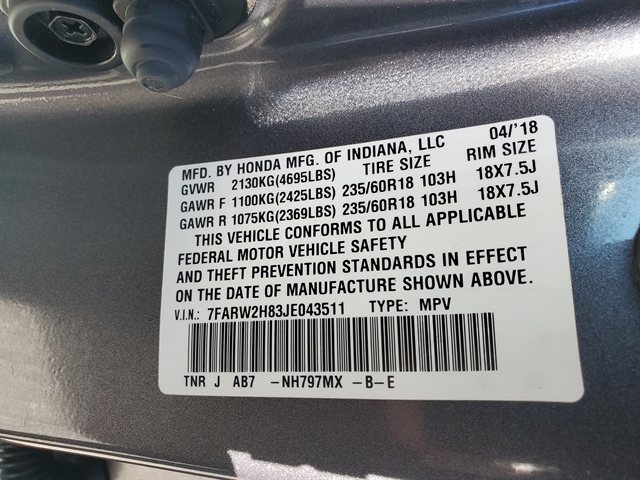 MFD. BY HONDA MFG. OF INDIANA, LLC 04/'18
GVWR 2130KG(4695LBS) TIRE SIZE RIM SIZE
GAWR F 1100KG(2425LBS) 235/60R18 103H 18X7.5J
GAWR R 1075KG(2369LBS) 235/60R18 103H 18X7.5J
THIS VEHICLE CONFORMS TO ALL APPLICABLE
FEDERAL MOTOR VEHICLE SAFETY
AND THEFT PREVENTION STANDARDS IN EFFECT
ON THE DATE OF MANUFACTURE SHOWN ABOVE.
V.I.N.: 7FARW2H83JE043511 TYPE: MPV
TNR J AB7 -NH797MX -B-E